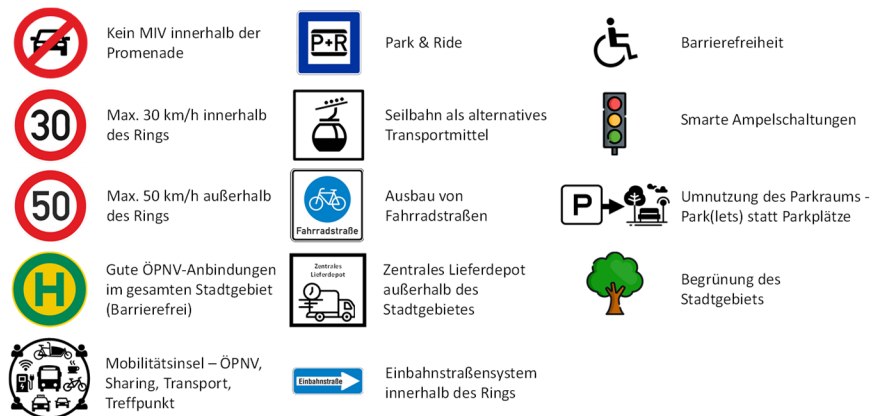 Kein MIV innerhalb der
Promenade
30
Max. 30 km/h innerhalb
des Rings
50
Max. 50 km/h außerhalb
des Rings
H
Gute ÖPNV-Anbindungen
im gesamten Stadtgebiet
(Barrierefrei)
Mobilitätsinsel – ÖPNV,
Sharing, Transport,
Treffpunkt
P+R
Park & Ride
Seilbahn als alternatives
Transportmittel
Fahrradstraße
Ausbau von
Fahrradstraßen
Zentrales
Lieferdepot
Zentrales Lieferdepot
außerhalb des
Stadtgebietes
Einbahnstraße
Einbahnstraßensystem
innerhalb des Rings
Barrierefreiheit
Smarte Ampelschaltungen
P
Umnutzung des Parkraums -
Park(lets) statt Parkplätze
Begrünung des
Stadtgebiets